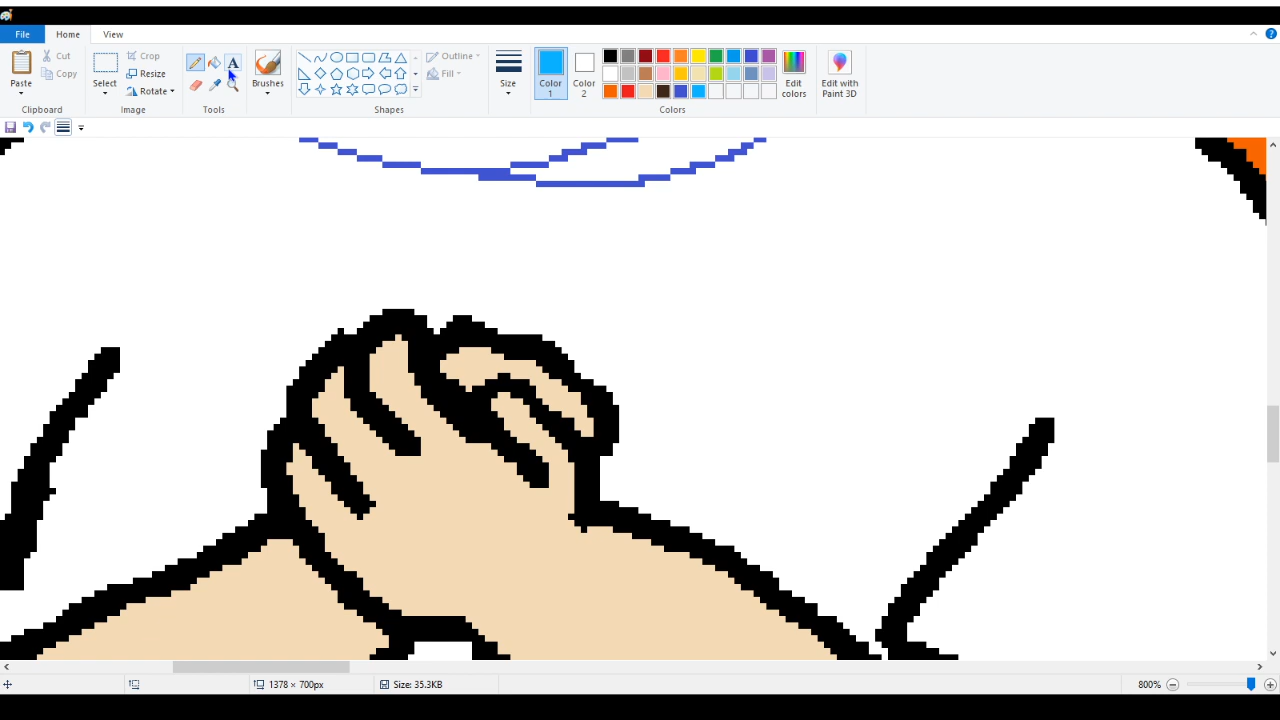 File Home View
Paste
Cut
Copy
Clipboard
Select
Crop
Resize
Rotate
Image
A
Tools
Brushes
Outline
Fill
Shapes
Size
Color 1
Color 2
Edit colors
Colors
Edit with Paint 3D
1378 × 700px
Size: 35.3KB
800%